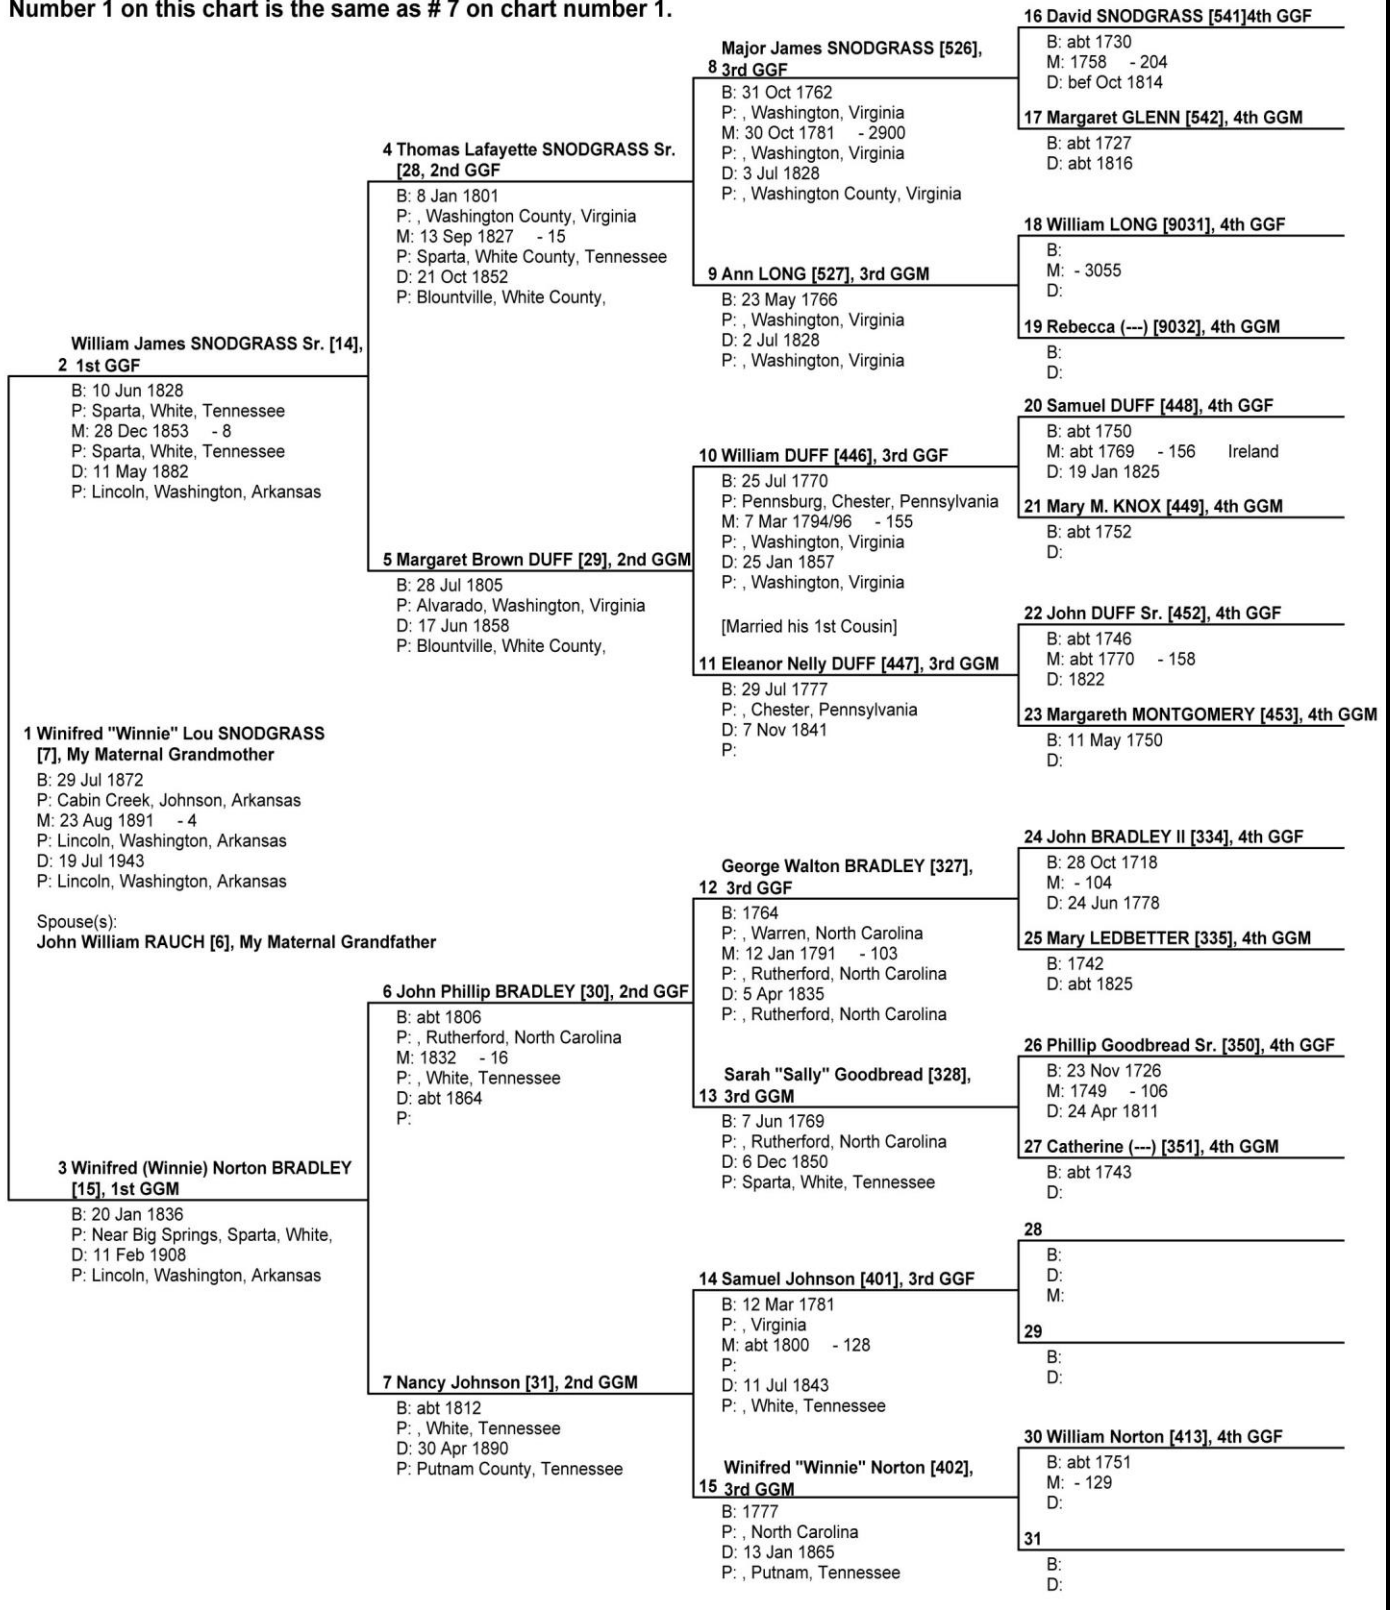 Number 1 on this chart is the same as # 7 on chart number 1.
1 Winifred "Winnie" Lou SNODGRASS
[7], My Maternal Grandmother
B: 29 Jul 1872
P: Cabin Creek, Johnson, Arkansas
M: 23 Aug 1891 - 4
P: Lincoln, Washington, Arkansas
D: 19 Jul 1943
P: Lincoln, Washington, Arkansas
Spouse(s):
John William RAUCH [6], My Maternal Grandfather
William James SNODGRASS Sr. [14],
2 1st GGF
B: 10 Jun 1828
P: Sparta, White, Tennessee
M: 28 Dec 1853 - 8
P: Sparta, White, Tennessee
D: 11 May 1882
P: Lincoln, Washington, Arkansas
3 Winifred (Winnie) Norton BRADLEY
[15], 1st GGM
B: 20 Jan 1836
P: Near Big Springs, Sparta, White,
D: 11 Feb 1908
P: Lincoln, Washington, Arkansas
4 Thomas Lafayette SNODGRASS Sr.
[28, 2nd GGF
B: 8 Jan 1801
P: , Washington County, Virginia
M: 13 Sep 1827 - 15
P: Sparta, White County, Tennessee
D: 21 Oct 1852
P: Blountville, White County,
5 Margaret Brown DUFF [29], 2nd GGM
B: 28 Jul 1805
P: Alvarado, Washington, Virginia
D: 17 Jun 1858
P: Blountville, White County,
6 John Phillip BRADLEY [30], 2nd GGF
B: abt 1806
P: , Rutherford, North Carolina
M: 1832 - 16
P: , White, Tennessee
D: abt 1864
P:
7 Nancy Johnson [31], 2nd GGM
B: abt 1812
P: , White, Tennessee
D: 30 Apr 1890
P: Putnam County, Tennessee
Major James SNODGRASS [526],
8 3rd GGF
B: 31 Oct 1762
P: , Washington, Virginia
M: 30 Oct 1781 - 2900
P: , Washington, Virginia
D: 3 Jul 1828
P: , Washington County, Virginia
9 Ann LONG [527], 3rd GGM
B: 23 May 1766
P: , Washington, Virginia
D: 2 Jul 1828
P: , Washington, Virginia
10 William DUFF [446], 3rd GGF
B: 25 Jul 1770
P: Pennsburg, Chester, Pennsylvania
M: 7 Mar 1794/96 - 155
P: , Washington, Virginia
D: 25 Jan 1857
P: , Washington, Virginia
[Married his 1st Cousin]
11 Eleanor Nelly DUFF [447], 3rd GGM
B: 29 Jul 1777
P: , Chester, Pennsylvania
D: 7 Nov 1841
P:
George Walton BRADLEY [327],
12 3rd GGF
B: 1764
P: , Warren, North Carolina
M: 12 Jan 1791 - 103
P: , Rutherford, North Carolina
D: 5 Apr 1835
P: , Rutherford, North Carolina
Sarah "Sally" Goodbread [328],
13 3rd GGM
B: 7 Jun 1769
P: , Rutherford, North Carolina
D: 6 Dec 1850
P: Sparta, White, Tennessee
14 Samuel Johnson [401], 3rd GGF
B: 12 Mar 1781
P: , Virginia
M: abt 1800 - 128
P:
D: 11 Jul 1843
P: , White, Tennessee
Winifred "Winnie" Norton [402],
15 3rd GGM
B: 1777
P: , North Carolina
D: 13 Jan 1865
P: , Putnam, Tennessee
16 David SNODGRASS [541]4th GGF
B: abt 1730
M: 1758 - 204
D: bef Oct 1814
17 Margaret GLENN [542], 4th GGM
B: abt 1727
D: abt 1816
18 William LONG [9031], 4th GGF
B:
M: - 3055
D:
19 Rebecca (---) [9032], 4th GGM
B:
D:
20 Samuel DUFF [448], 4th GGF
B: abt 1750
M: abt 1769 - 156 Ireland
D: 19 Jan 1825
21 Mary M. KNOX [449], 4th GGM
B: abt 1752
D:
22 John DUFF Sr. [452], 4th GGF
B: abt 1746
M: abt 1770 - 158
D: 1822
23 Margareth MONTGOMERY [453], 4th GGM
B: 11 May 1750
D:
24 John BRADLEY II [334], 4th GGF
B: 28 Oct 1718
M: - 104
D: 24 Jun 1778
25 Mary LEDBETTER [335], 4th GGM
B: 1742
D: abt 1825
26 Phillip Goodbread Sr. [350], 4th GGF
B: 23 Nov 1726
M: 1749 - 106
D: 24 Apr 1811
27 Catherine (---) [351], 4th GGM
B: abt 1743
D:
28
B:
D:
M:
29
B:
D:
30 William Norton [413], 4th GGF
B: abt 1751
M: - 129
D:
31
B:
D: